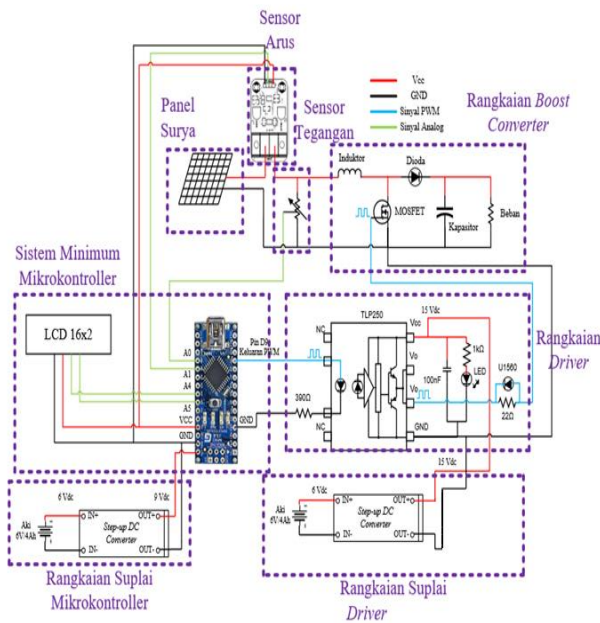 Sensor
Arus
Panel
Surya
Sensor
Tegangan
Vcc
GND
Sinyal PWM
Sinyal Analog
Rangkaian Boost
Converter
Induktor
Dioda
MOSFET
Kapasitor
Beban
Sistem Minimum
Mikrokontroller
LCD 16x2
A0
A1
A4
A5
VCC
GND
Pin D9
Keluaran PWM
GND
390Ω
TLP250
NC
NC
Vcc
Vo
Vo
GND
15 Vdc
1kΩ
LED
100nF
U1560
22Ω
Rangkaian
Driver
6 Vdc
9 Vdc
Aki
6V/4Ah
IN+
IN-
OUT+
OUT-
Step-up DC
Converter
Rangkaian Suplai
Mikrokontroller
6 Vdc
15 Vdc
Aki
6V/4Ah
IN+
IN-
OUT+
OUT-
Step-up DC
Converter
Rangkaian Suplai
Driver